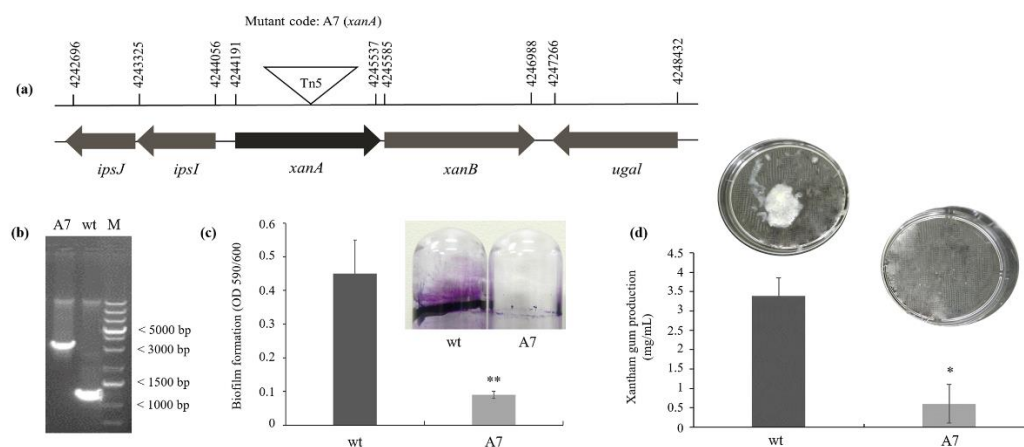 Mutant code: A7 (xanA)
4242696
4243325
4244056
4244191
4245537
4245585
4246988
4247266
4248432
(a)
Tn5
ipsJ
ipsI
xanA
xanB
ugal
(b)
A7 wt M
< 5000 bp
< 3000 bp
< 1500 bp
< 1000 bp
(c)
Biofilm formation (OD 590/600)
0.6
0.5
0.4
0.3
0.2
0.1
0
wt
A7
**
wt
A7
(d)
Xantham gum production
(mg/mL)
4.5
4
3.5
3
2.5
2
1.5
1
0.5
0
*
wt
A7